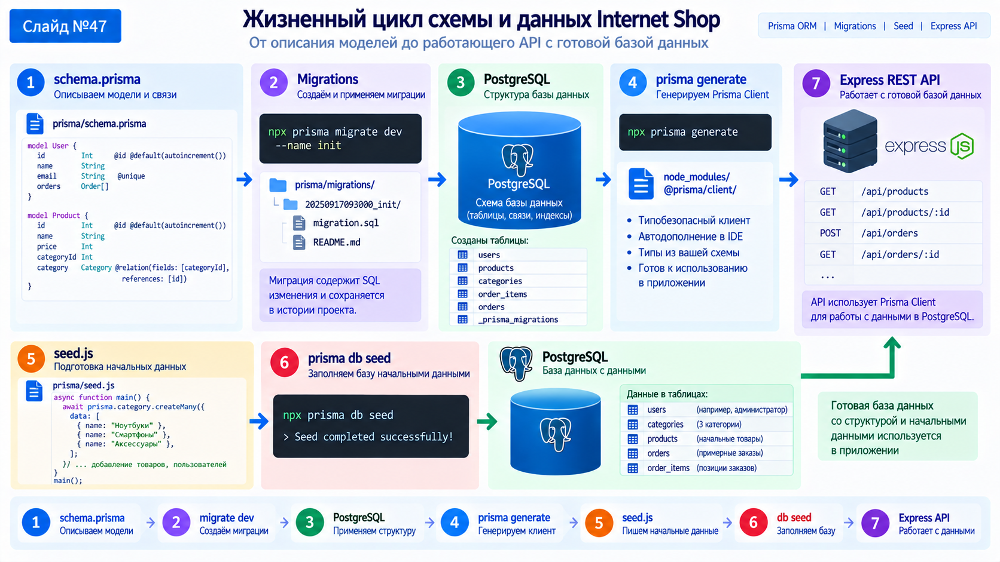 Слайд №47
Жизненный цикл схемы и данных Internet Shop
От описания моделей до работающего API с готовой базой данных
Prisma ORM | Migrations | Seed | Express API
1
schema.prisma
Описываем модели и связи
prisma/schema.prisma
model User {
id Int @id @default(autoincrement())
name String
email String @unique
orders Order[]
}
model Product {
id Int @id @default(autoincrement())
name String
price Int
categoryId Int
category Category @relation(fields: [categoryId],
references: [id])
}
2
Migrations
Создаём и применяем миграции
npx prisma migrate dev
--name init
prisma/migrations/
20250917093000_init/
migration.sql
README.md
Миграция содержит SQL
изменения и сохраняется
в истории проекта.
3
PostgreSQL
Структура базы данных
PostgreSQL
Схема базы данных
(таблицы, связи, индексы)
Созданы таблицы:
users
products
categories
order_items
orders
_prisma_migrations
4
prisma generate
Генерируем Prisma Client
npx prisma generate
node_modules/
@prisma/client/
• Типобезопасный клиент
• Автодополнение в IDE
• Типы из вашей схемы
• Готов к использованию
в приложении
7
Express REST API
Работает с готовой базой данных
express JS
GET /api/products
GET /api/products/:id
POST /api/orders
GET /api/orders/:id
...
API использует Prisma Client
для работы с данными в PostgreSQL.
5
seed.js
Подготовка начальных данных
prisma/seed.js
async function main() {
await prisma.category.createMany({
data: [
{ name: "Ноутбуки" },
{ name: "Смартфоны" },
{ name: "Аксессуары" },
];
}/ ... добавление товаров, пользователей
}
main();
6
prisma db seed
Заполняем базу начальными данными
npx prisma db seed
> Seed completed successfully!
PostgreSQL
База данных с данными
Данные в таблицах:
users (например, администратор)
categories (3 категории)
products (начальные товары)
orders (примерные заказы)
order_items (позиции заказов)
Готовая база данных
со структурой и начальными
данными используется
в приложении
1
schema.prisma
Описываем модели
2
migrate dev
Создаём миграции
3
PostgreSQL
Применяем структуру
4
prisma generate
Генерируем клиент
5
seed.js
Пишем начальные данные
6
db seed
Заполняем базу
7
Express API
Работает с данными